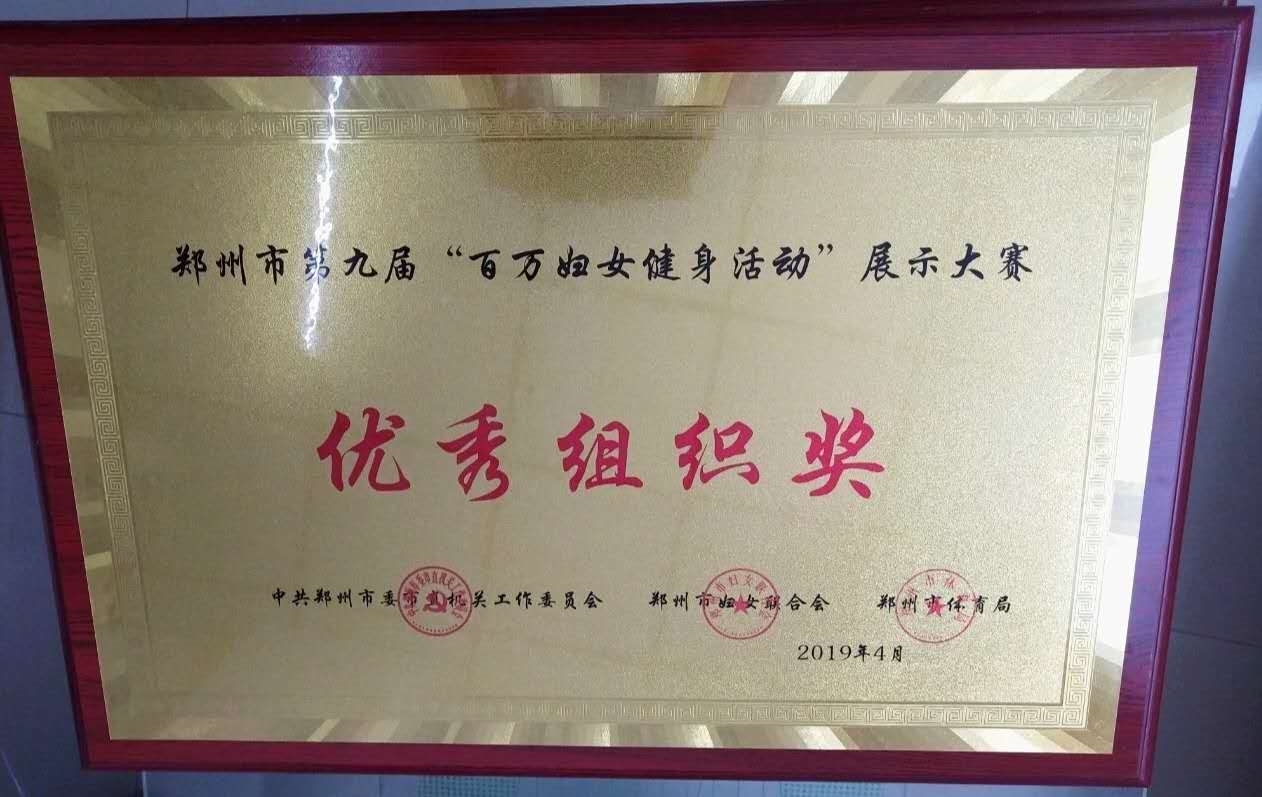 郑州市第九届“百万妇女健身活动”展示大赛
优秀组织奖
中共郑州市委市直机关工作委员会 郑州市妇女联合会 郑州市体育局
2019年4月